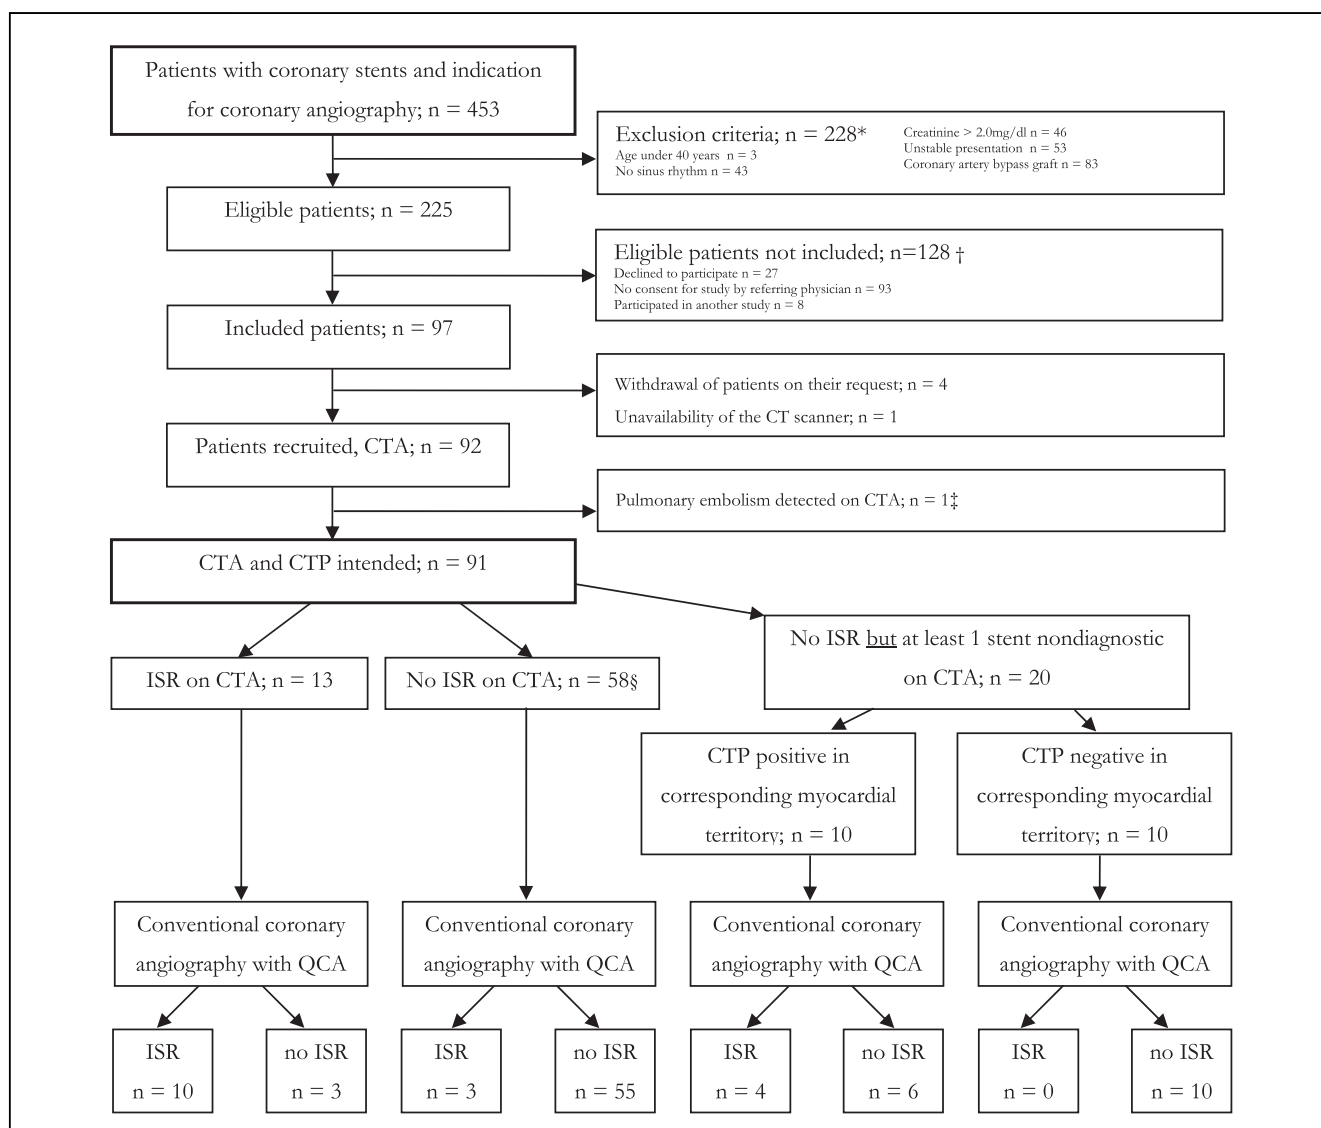 Patients with coronary stents and indication
for coronary angiography; n = 453
Exclusion criteria; n = 228*
Age under 40 years n = 3
No sinus rhythm n = 43
Creatinine > 2.0mg/dl n = 46
Unstable presentation n = 53
Coronary artery bypass graft n = 83
Eligible patients; n = 225
Eligible patients not included; n=128 †
Declined to participate n = 27
No consent for study by referring physician n = 93
Participated in another study n = 8
Included patients; n = 97
Withdrawal of patients on their request; n = 4
Unavailability of the CT scanner; n = 1
Patients recruited, CTA; n = 92
Pulmonary embolism detected on CTA; n = 1‡
CTA and CTP intended; n = 91
ISR on CTA; n = 13
No ISR on CTA; n = 58§
No ISR but at least 1 stent nondiagnostic
on CTA; n = 20
CTP positive in
corresponding myocardial
territory; n = 10
CTP negative in
corresponding myocardial
territory; n = 10
Conventional coronary
angiography with QCA
Conventional coronary
angiography with QCA
Conventional coronary
angiography with QCA
Conventional coronary
angiography with QCA
ISR
n = 10
no ISR
n = 3
ISR
n = 3
no ISR
n = 55
ISR
n = 4
no ISR
n = 6
ISR
n = 0
no ISR
n = 10